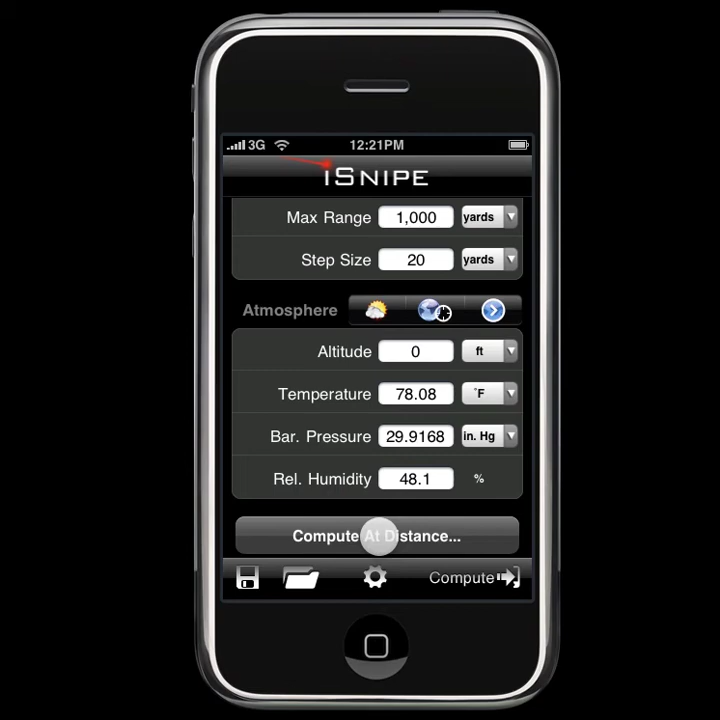 3G 12:21PM
iSNIPE
Max Range 1,000 yards
Step Size 20 yards
Atmosphere
Altitude 0 ft
Temperature 78.08 °F
Bar. Pressure 29.9168 in. Hg
Rel. Humidity 48.1 %
Compute At Distance...
Compute